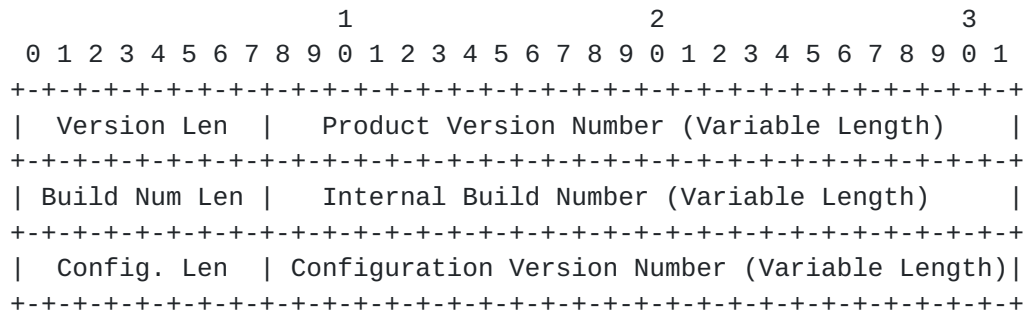 1                   2                   3
 0 1 2 3 4 5 6 7 8 9 0 1 2 3 4 5 6 7 8 9 0 1 2 3 4 5 6 7 8 9 0 1
+-+-+-+-+-+-+-+-+-+-+-+-+-+-+-+-+-+-+-+-+-+-+-+-+-+-+-+-+-+-+-+-+
|  Version Len  |   Product Version Number (Variable Length)    |
+-+-+-+-+-+-+-+-+-+-+-+-+-+-+-+-+-+-+-+-+-+-+-+-+-+-+-+-+-+-+-+-+
| Build Num Len |   Internal Build Number (Variable Length)     |
+-+-+-+-+-+-+-+-+-+-+-+-+-+-+-+-+-+-+-+-+-+-+-+-+-+-+-+-+-+-+-+-+
|  Config. Len  | Configuration Version Number (Variable Length)|
+-+-+-+-+-+-+-+-+-+-+-+-+-+-+-+-+-+-+-+-+-+-+-+-+-+-+-+-+-+-+-+-+